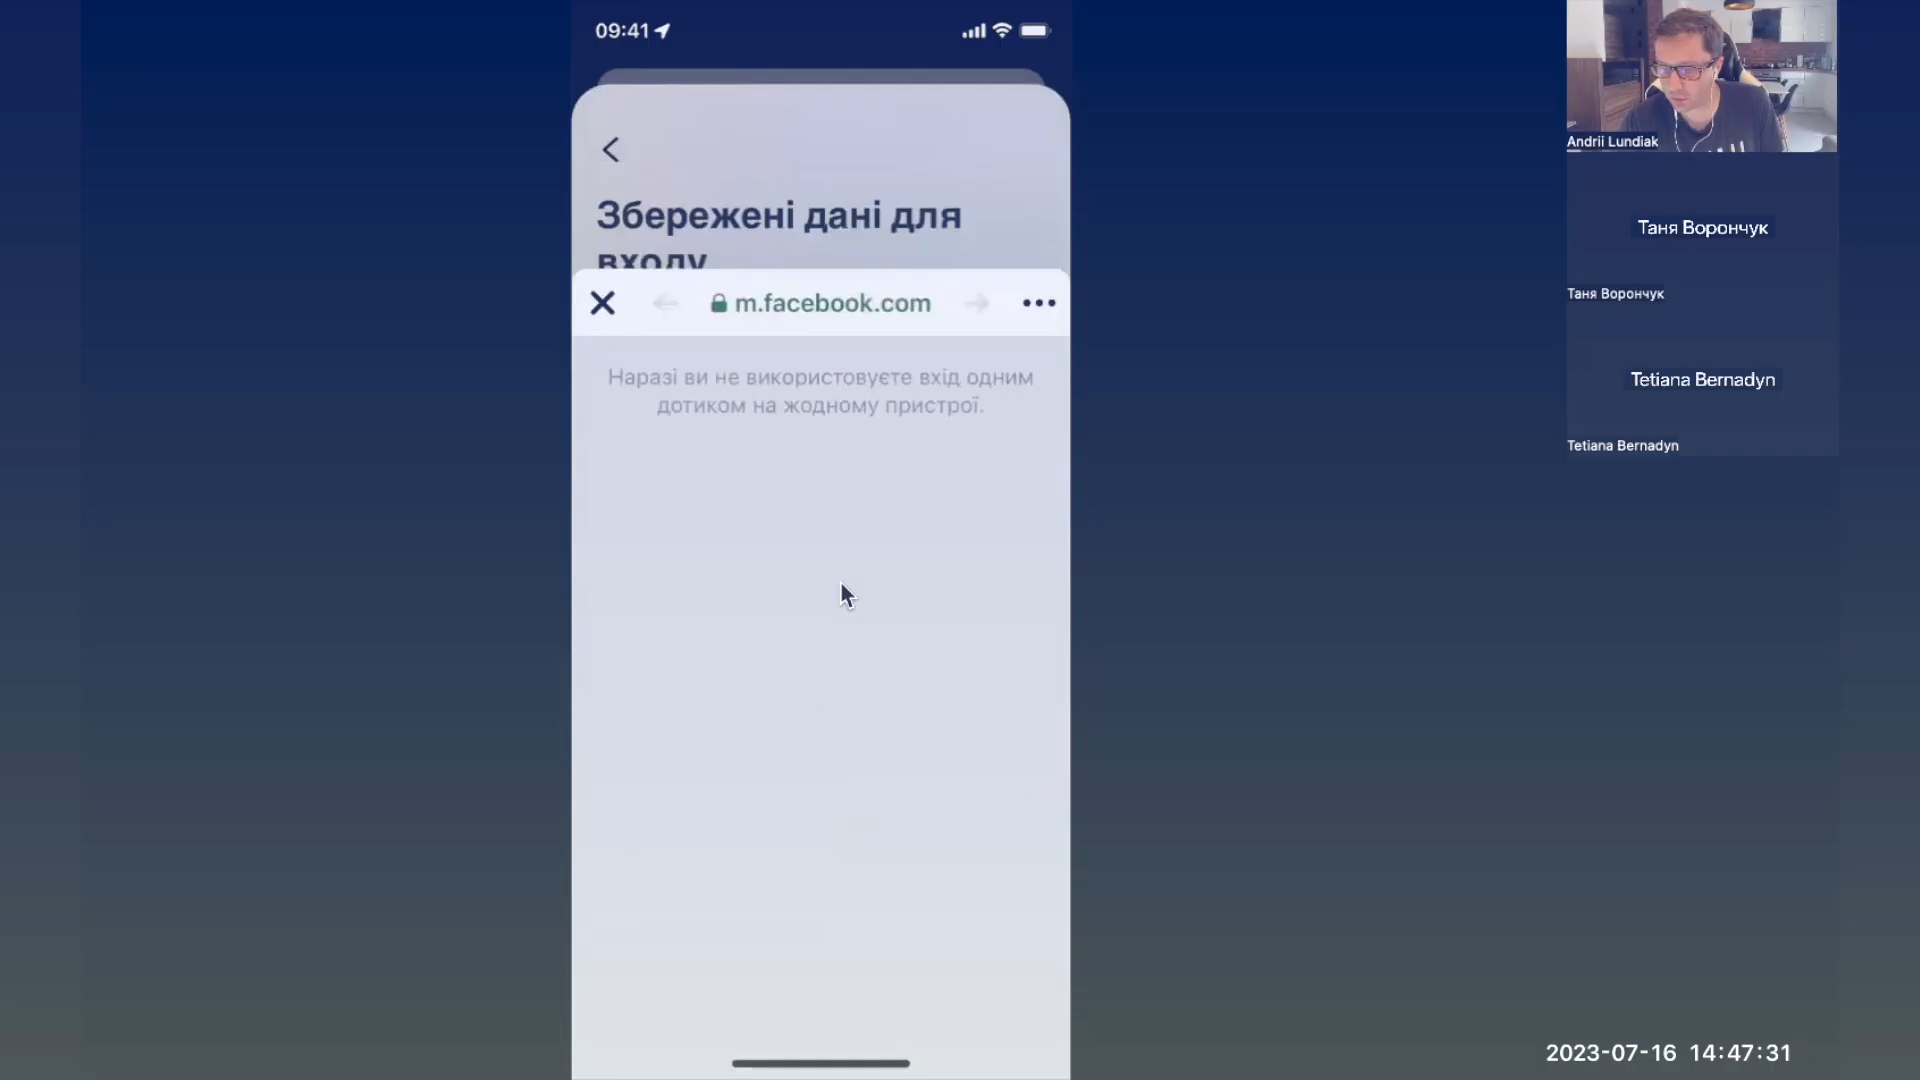 09:41
Збережені дані для
входу
m.facebook.com
Наразі ви не використовуєте вхід одним
дотиком на жодному пристрої.
Andrii Lundiak
Таня Ворончук
Таня Ворончук
Tetiana Bernadyn
Tetiana Bernadyn
2023-07-16 14:47:31